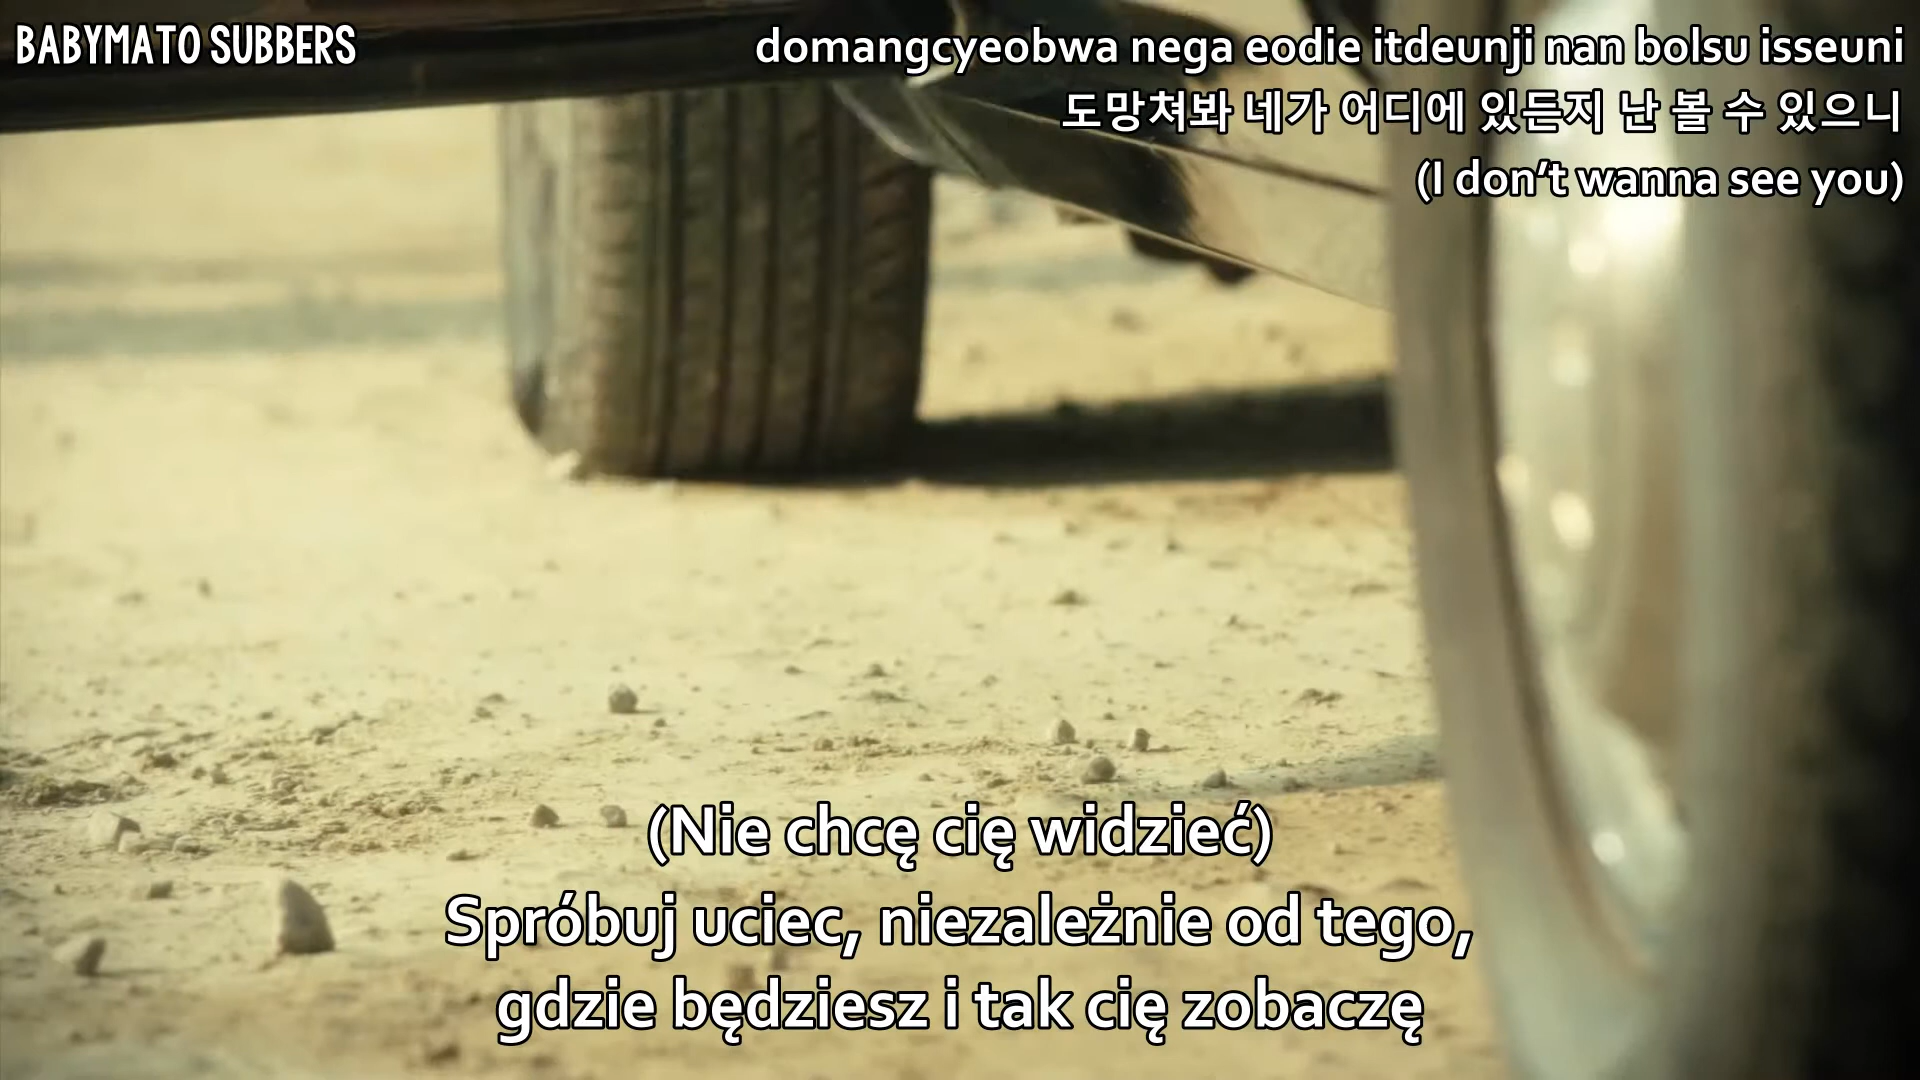 BABYMATO SUBBERS
domangcyeobwa nega eodie itdeunji nan bolsu isseuni
도망쳐봐 네가 어디에 있든지 난 볼 수 있으니
(I don't wanna see you)
(Nie chcę cię widzieć)
Spróbuj uciec, niezależnie od tego,
gdzie będziesz i tak cię zobaczę